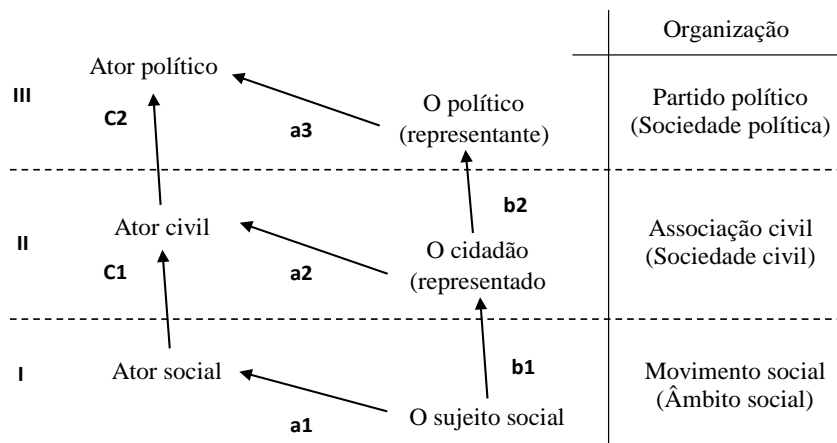 Organização
Ator político
III
O político
(representante)
Partido político
(Sociedade política)
C2
a3
b2
Ator civil
II
O cidadão
(representado
Associação civil
(Sociedade civil)
C1
a2
b1
I
Ator social
Movimento social
(Âmbito social)
a1
O sujeito social